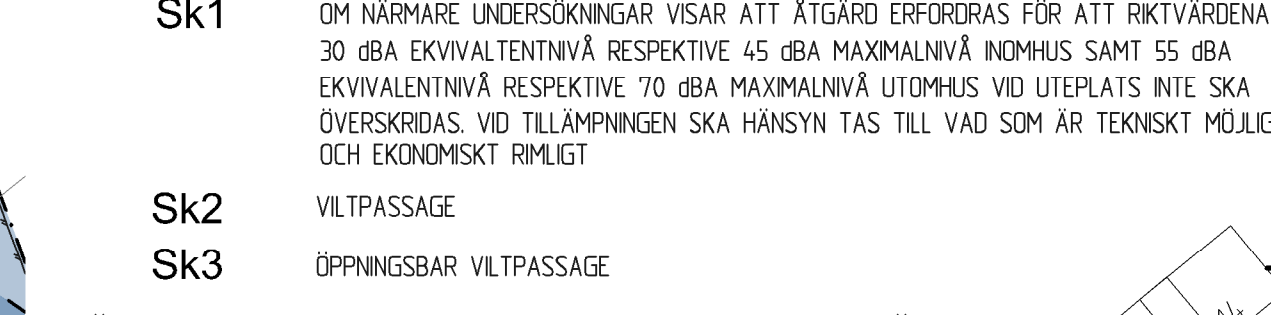 Sk1 OM NÄRMARE UNDERSÖKNINGAR VISAR ATT ÅTGÄRD ERFORDRAS FÖR ATT RIKTVÄRDENA
30 dBA EKVIVALTENTNIVÅ RESPEKTIVE 45 dBA MAXIMALNIVÅ INOMHUS SAMT 55 dBA
EKVIVALENTNIVÅ RESPEKTIVE 70 dBA MAXIMALNIVÅ UTOMHUS VID UTEPLATS INTE SKA
ÖVERSKRIDAS. VID TILLÄMPNINGEN SKA HÄNSYN TAS TILL VAD SOM ÄR TEKNISKT MÖJLIG
OCH EKONOMISKT RIMLIGT
Sk2 VILTPASSAGE
Sk3 ÖPPNINGSBAR VILTPASSAGE